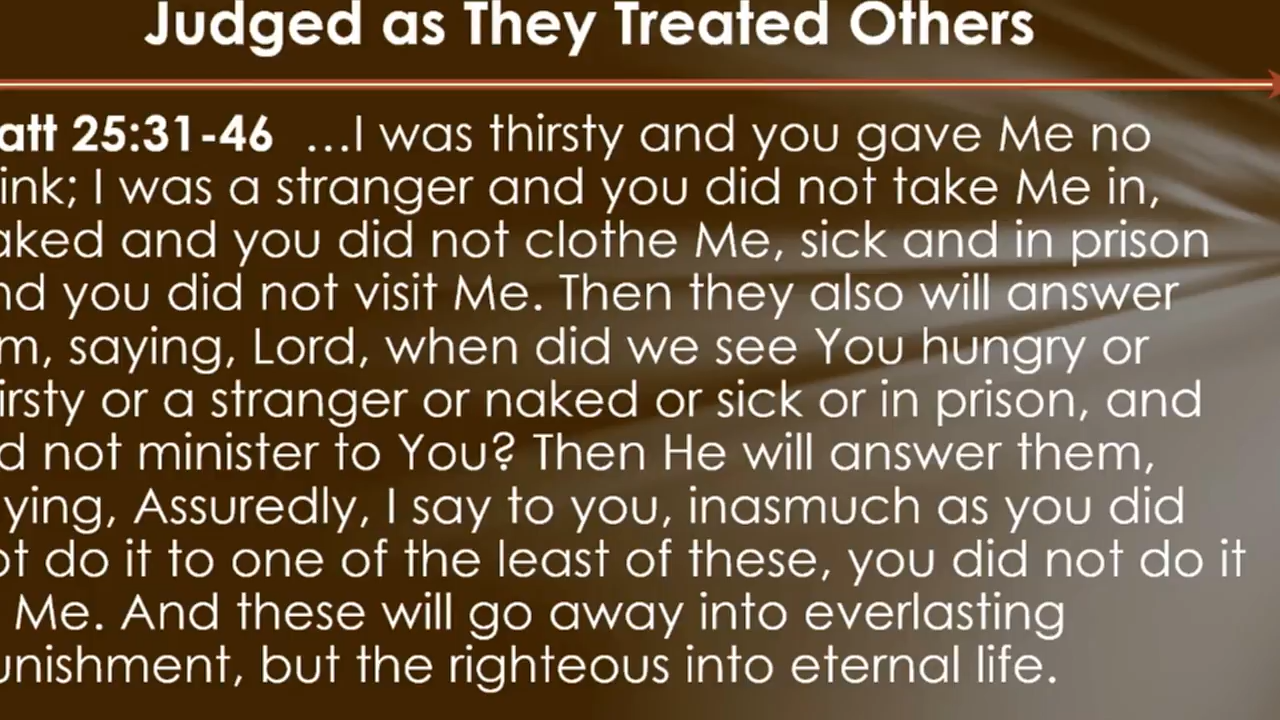 Judged as They Treated Others
att 25:31-46 ...I was thirsty and you gave Me no
ink; I was a stranger and you did not take Me in,
aked and you did not clothe Me, sick and in prison
nd you did not visit Me. Then they also will answer
m, saying, Lord, when did we see You hungry or
irsty or a stranger or naked or sick or in prison, and
d not minister to You? Then He will answer them,
ying, Assuredly, I say to you, inasmuch as you did
ot do it to one of the least of these, you did not do it
Me. And these will go away into everlasting
unishment, but the righteous into eternal life.